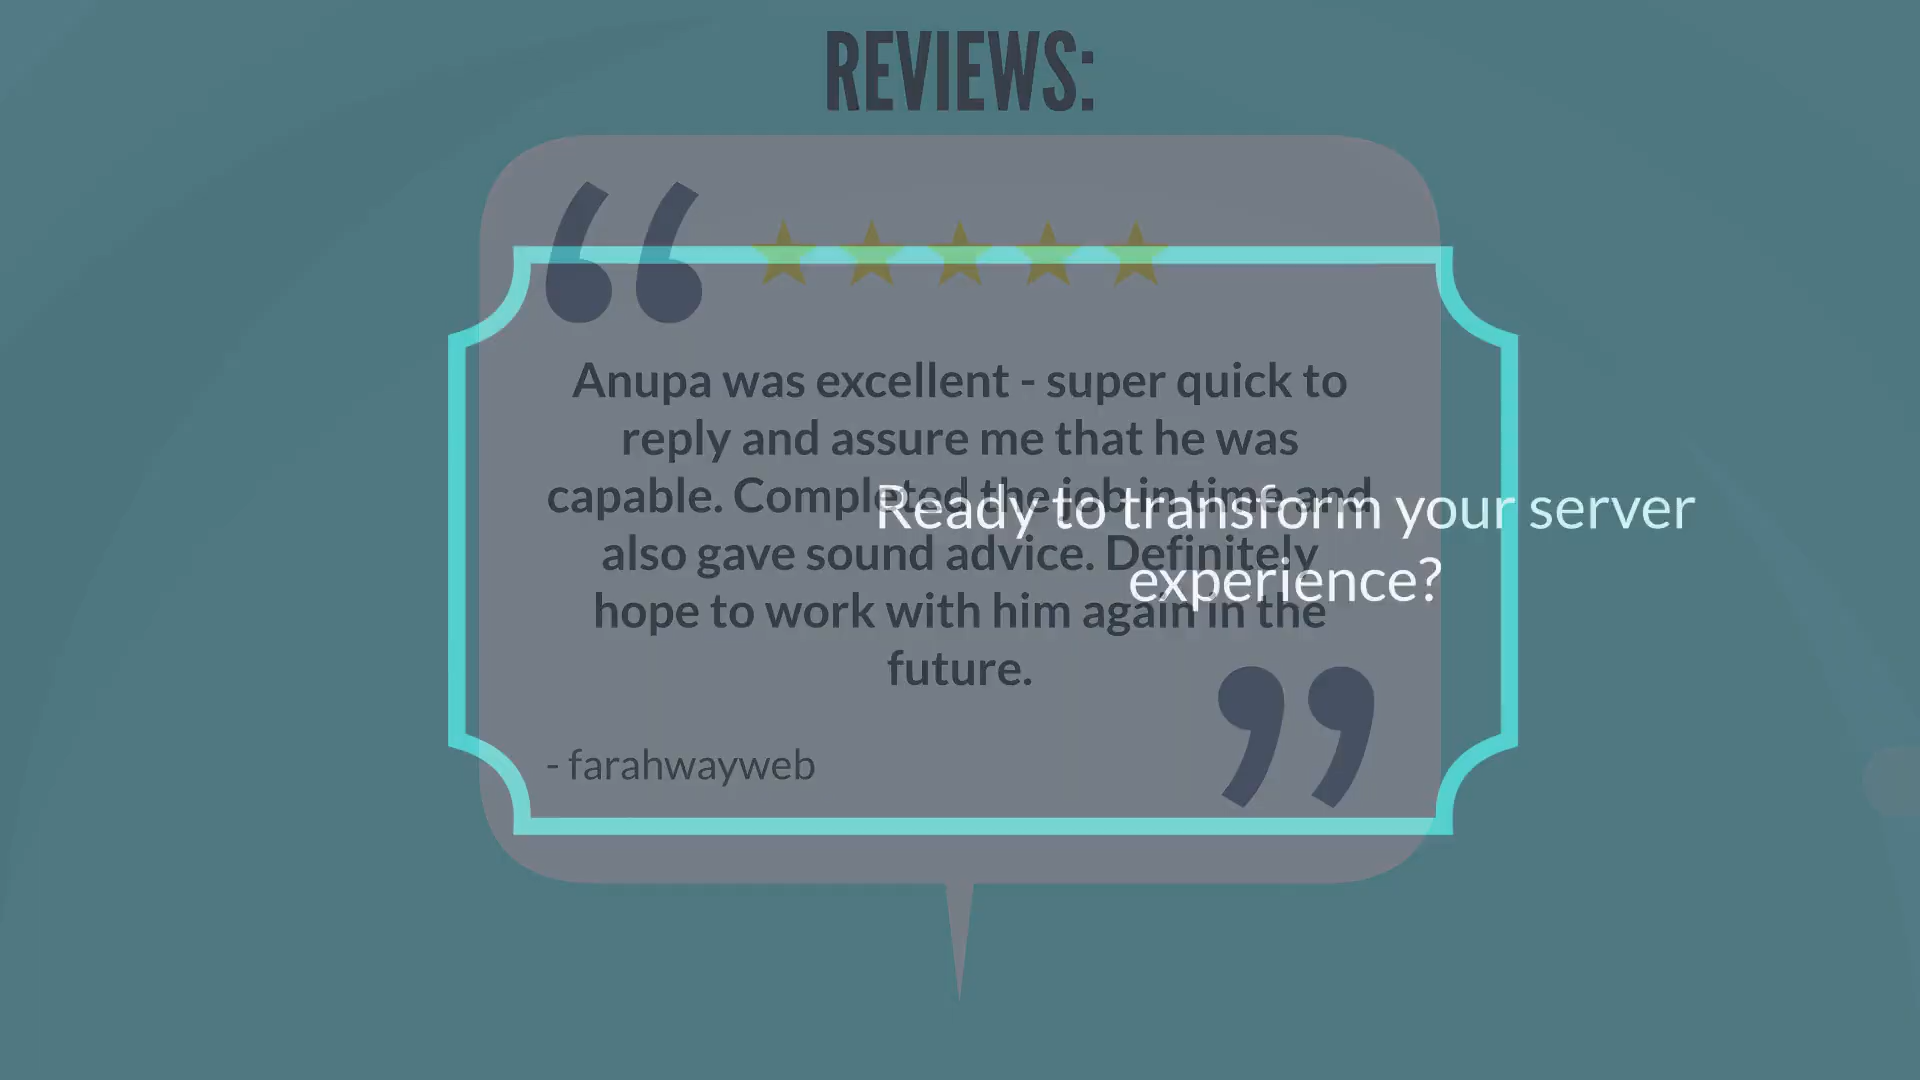 REVIEWS:
Anupa was excellent - super quick to
reply and assure me that he was
capable. Completed the job in time and
also gave sound advice. Definitely
hope to work with him again in the
future.
- farahwayweb
Ready to transform your server
experience?